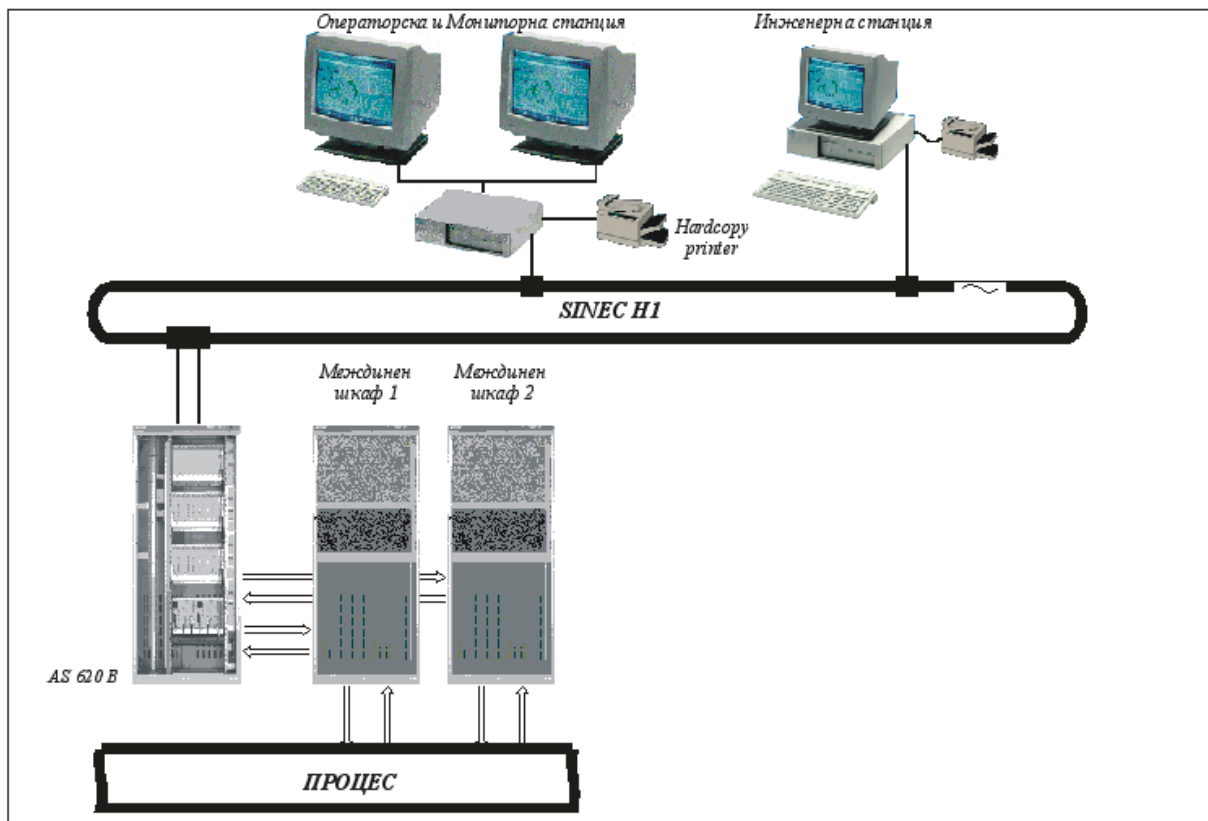 Операторска и Мониторна станция
Инженерна станция
Hardcopy
printer
SINEC H1
Междинен
шкаф 1
Междинен
шкаф 2
AS 620 B
ПРОЦЕС